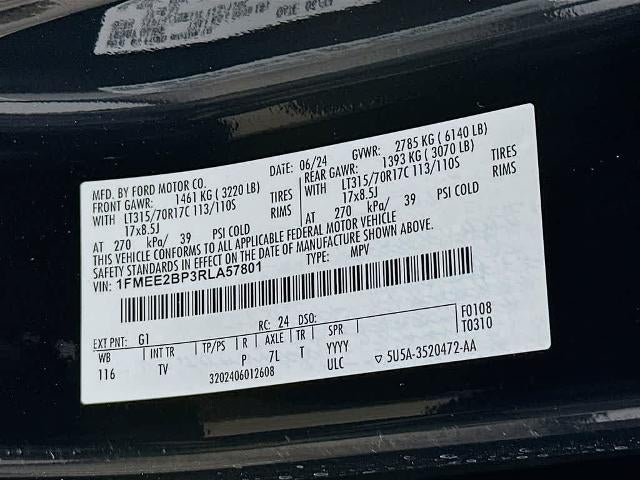 MFD. BY FORD MOTOR CO.
DATE: 06/24
GVWR: 2785 KG ( 6140 LB)
FRONT GAWR: 1461 KG ( 3220 LB)
REAR GAWR: 1393 KG ( 3070 LB)
WITH LT315/70R17C 113/110S TIRES
WITH LT315/70R17C 113/110S TIRES
17x8.5J RIMS
17x8.5J RIMS
AT 270 kPa/ 39 PSI COLD
AT 270 kPa/ 39 PSI COLD
THIS VEHICLE CONFORMS TO ALL APPLICABLE FEDERAL MOTOR VEHICLE
SAFETY STANDARDS IN EFFECT ON THE DATE OF MANUFACTURE SHOWN ABOVE.
VIN: 1FMEE2BP3RLA57801
TYPE: MPV
EXT PNT: G1
RC: 24 DSO:
F0108
T0310
WB INT TR TP/PS R AXLE TR SPR
116 TV P 7L T YYYY
ULC
3202406012608
▽ 5U5A-3520472-AA